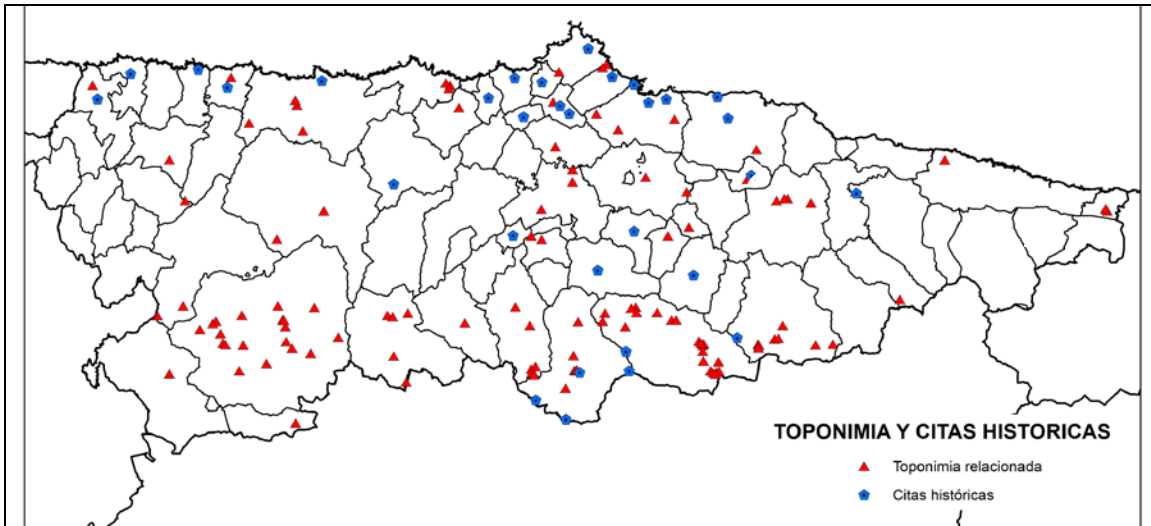 TOPONIMIA Y CITAS HISTORICAS
Toponimia relacionada
Citas históricas